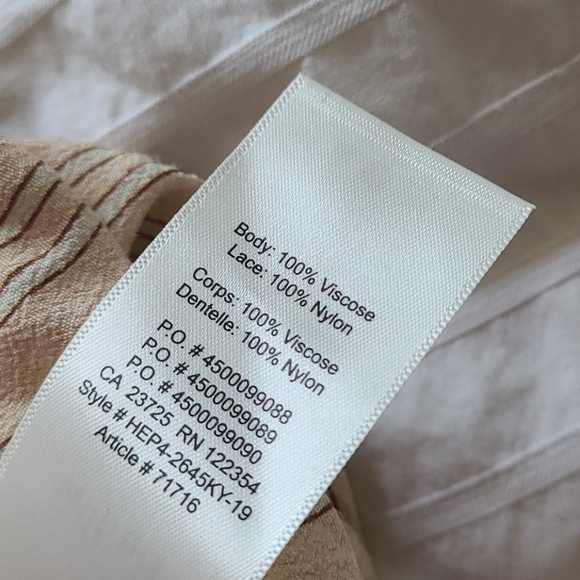 Body: 100% Viscose
Lace: 100% Nylon
Corps: 100% Viscose
Dentelle: 100% Nylon
P.O. # 4500099088
P.O. # 4500099089
P.O. # 4500099090
CA 23725 RN 122354
Style # HEP4-2645KY-19
Article # 71716